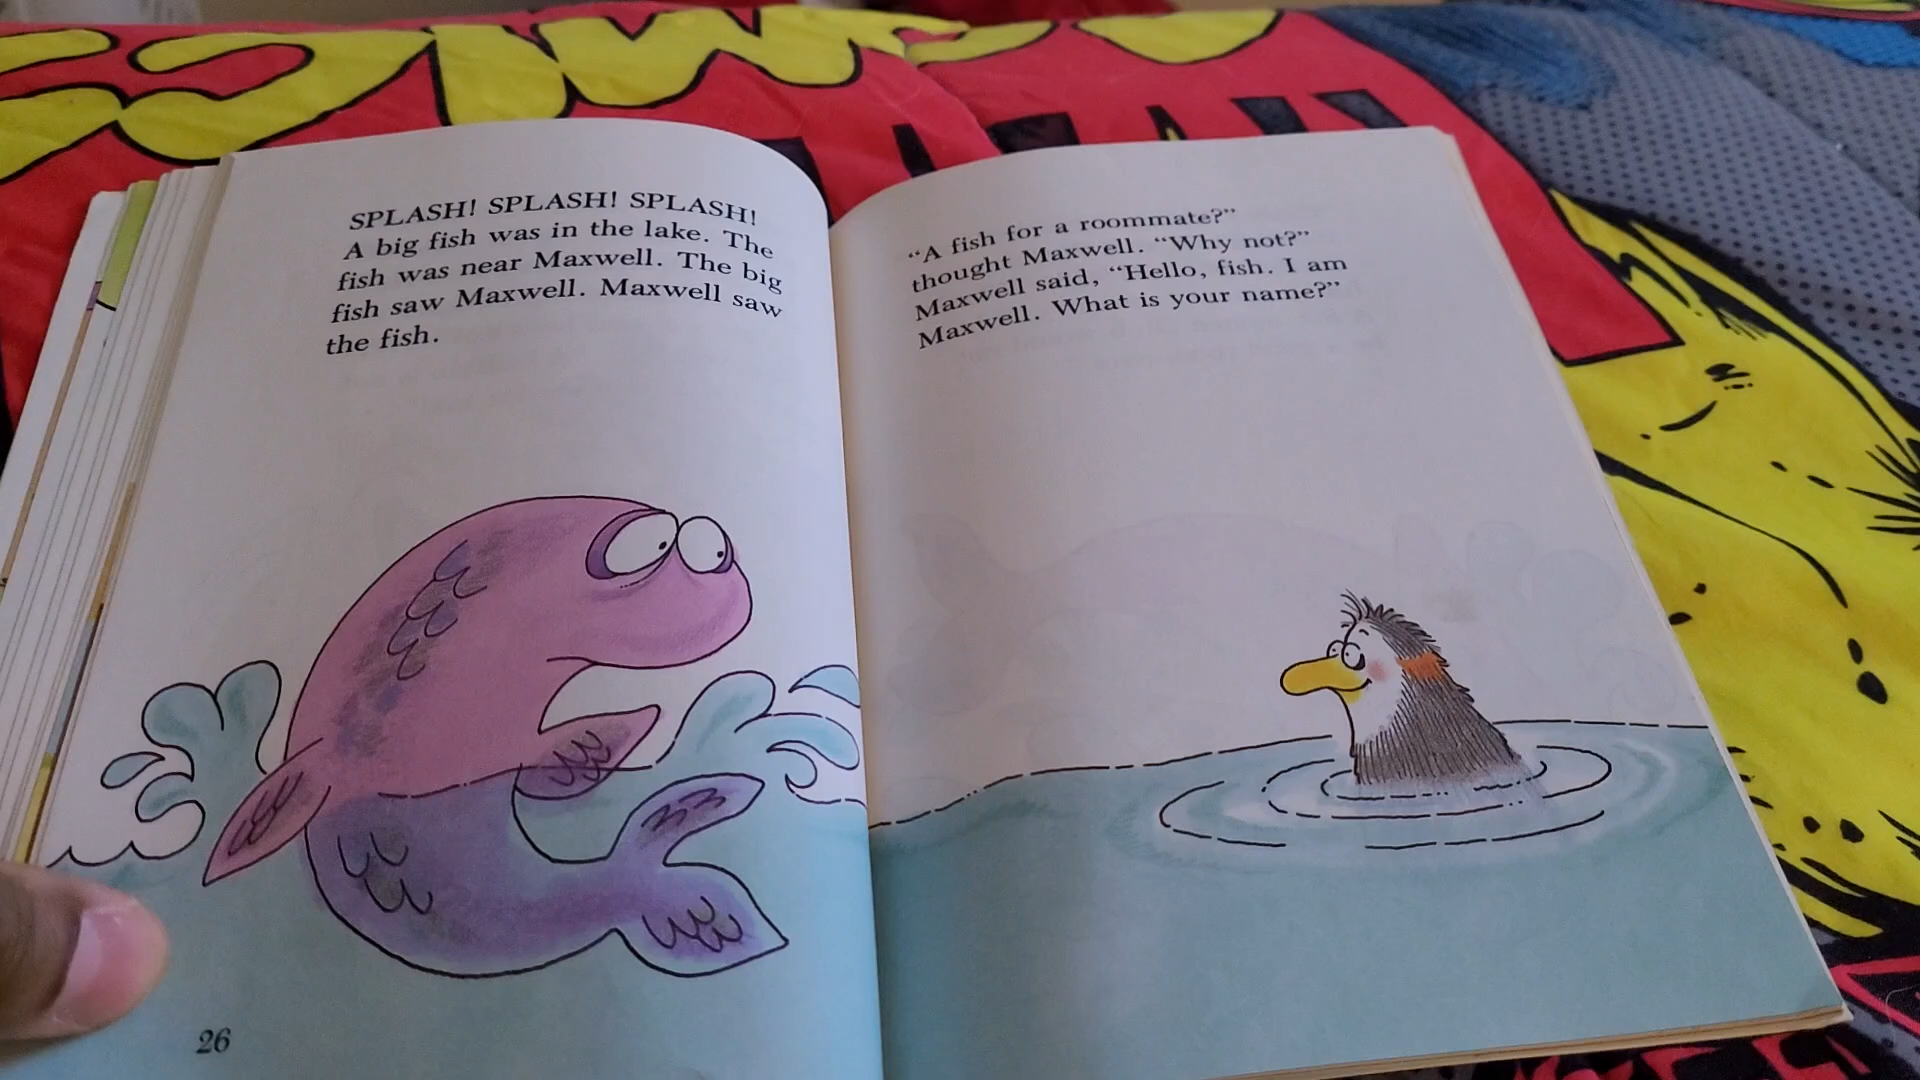 SPLASH! SPLASH! SPLASH!
A big fish was in the lake. The
fish was near Maxwell. The big
fish saw Maxwell. Maxwell saw
the fish.
26
“A fish for a roommate?”
thought Maxwell. “Why not?”
Maxwell said, “Hello, fish. I am
Maxwell. What is your name?”